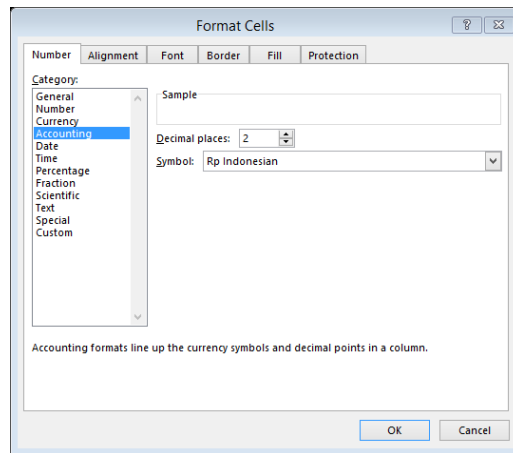 Format Cells
?
Number Alignment Font Border Fill Protection
Category:
General
Number
Currency
Accounting
Date
Time
Percentage
Fraction
Scientific
Text
Special
Custom
Sample
Decimal places: 2
Symbol: Rp Indonesian
Accounting formats line up the currency symbols and decimal points in a column.
OK Cancel